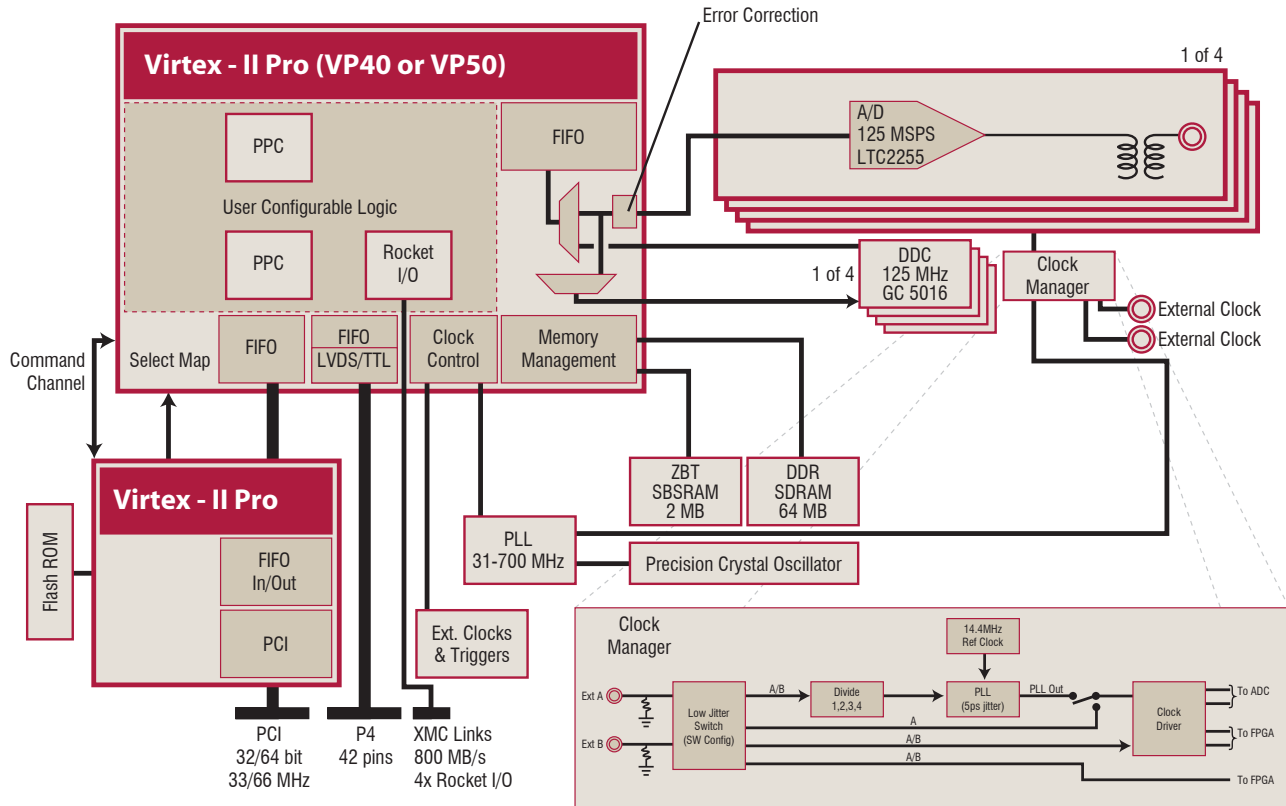 Error Correction
Virtex - II Pro (VP40 or VP50)
1 of 4
PPC
FIFO
A/D
125 MSPS
LTC2255
User Configurable Logic
PPC
Rocket
I/O
1 of 4
DDC
125 MHz
GC 5016
Clock
Manager
External Clock
External Clock
Command
Channel
Select Map
FIFO
FIFO
LVDS/TTL
Clock
Control
Memory
Management
ZBT
SBSRAM
2 MB
DDR
SDRAM
64 MB
Virtex - II Pro
Flash ROM
FIFO
In/Out
PCI
PLL
31-700 MHz
Precision Crystal Oscillator
Ext. Clocks
& Triggers
PCI
32/64 bit
33/66 MHz
P4
42 pins
XMC Links
800 MB/s
4x Rocket I/O
Clock
Manager
14.4MHz
Ref Clock
Ext A
Ext B
Low Jitter
Switch
(SW Config)
A/B
Divide
1,2,3,4
PLL
(5ps jitter)
PLL Out
A
A/B
A/B
Clock
Driver
To ADC
To FPGA
To FPGA